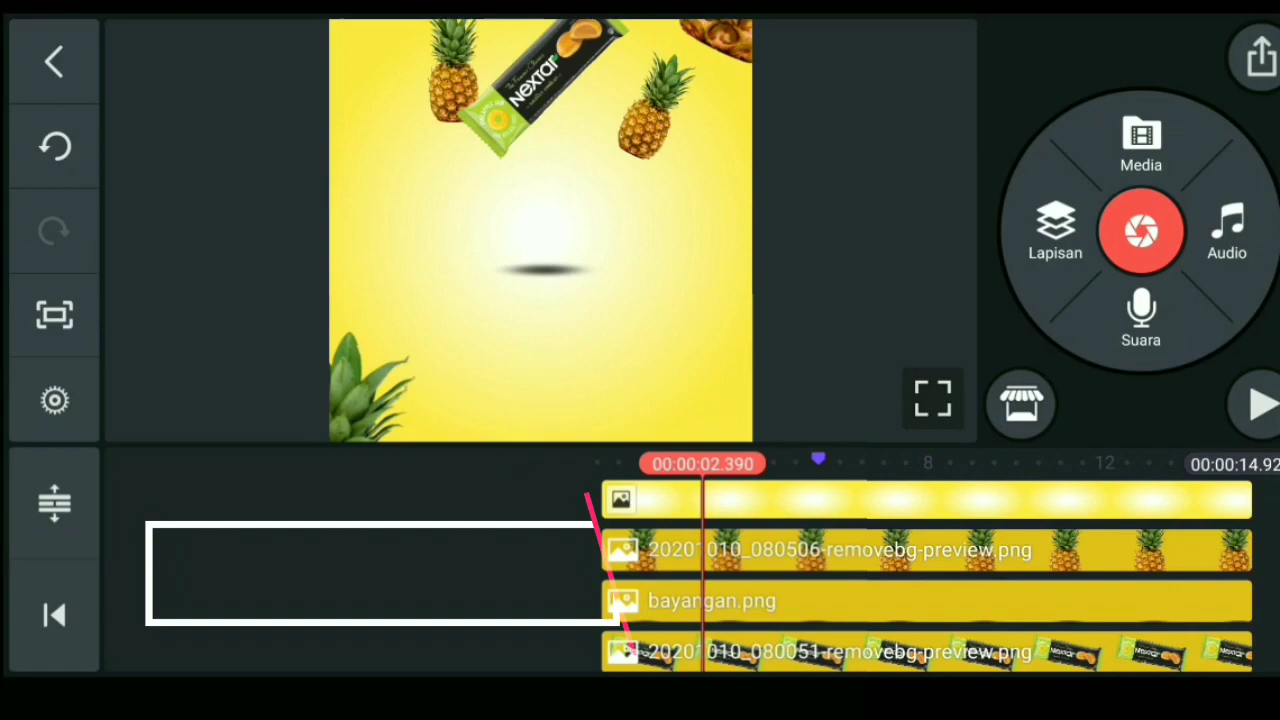 NEXTAR
Media
Lapisan
Audio
Suara
00:00:02.390
8
12
00:00:14.92
20201010_080506-removebg-preview.png
bayangan.png
20201010_080051-removebg-preview.png